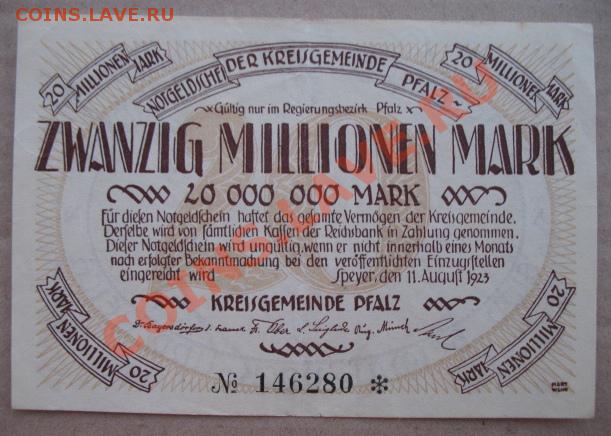 COINS.LAVE.RU
20 MILLIONEN MARK
NOTGELDSCHEIN DER KREISGEMEINDE PFALZ
20 MILLIONEN MARK
Gültig nur im Regierungsbezirk Pfalz
ZWANZIG MILLIONEN MARK
20 000 000 MARK
Für diesen Notgeldschein haftet das gesamte Vermögen der Kreisgemeinde.
Derselbe wird von sämtlichen Kassen der Reichsbank in Zahlung genommen.
Dieser Notgeldschein wird ungültig, wenn er nicht innerhalb eines Monats
nach erfolgter Bekanntmachung bei den veröffentlichten Einzugsstellen
eingereicht wird
Speyer, den 11. August 1923
KREISGEMEINDE PFALZ
20 MILLIONEN MARK
20 MILLIONEN MARK
№ 146280 *
COINS.LAVE.RU